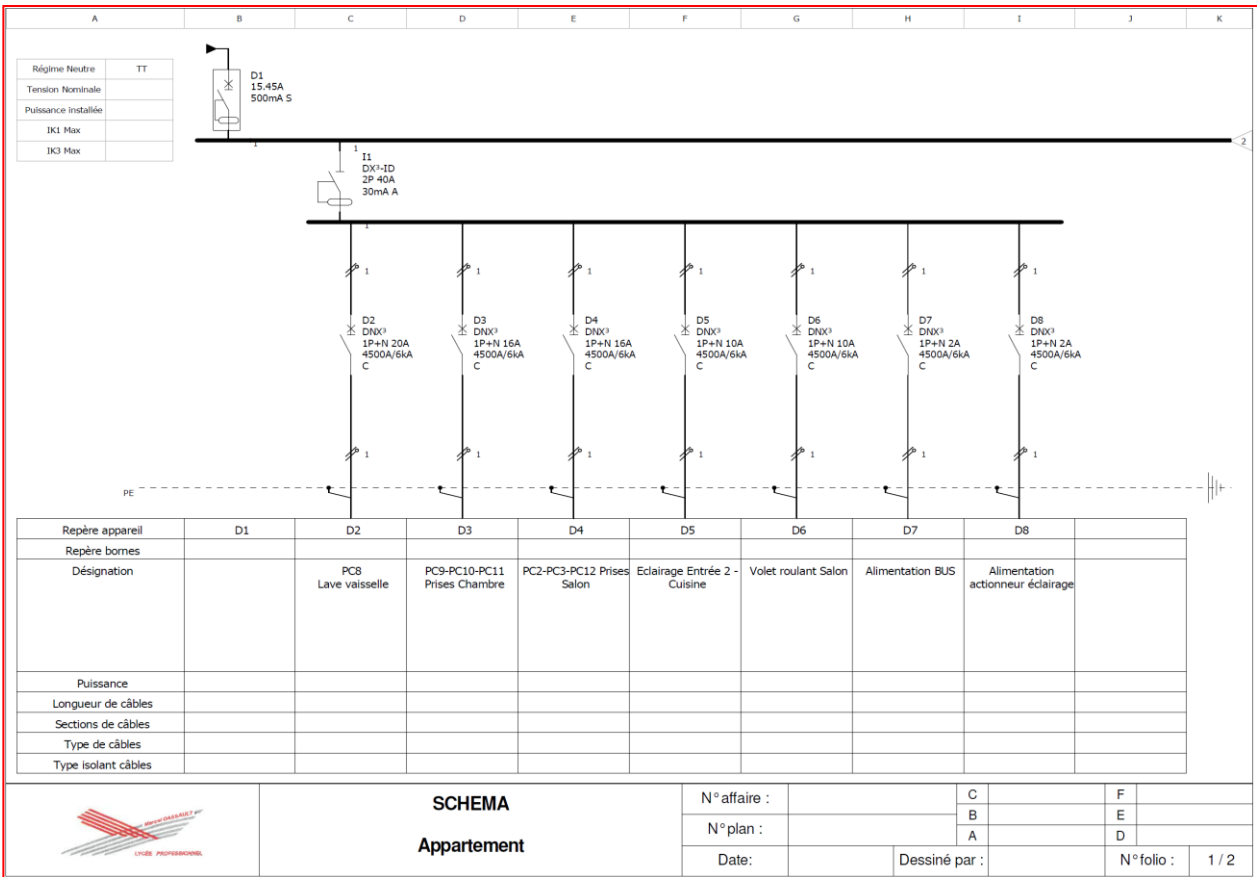 A B C D E F G H I J K
Régime Neutre TT
Tension Nominale
Puissance installée
IK1 Max
IK3 Max
D1
15.45A
500mA S
1
2
1
I1
DX³-ID
2P 40A
30mA A
1
1 1 1 1 1 1 1
D2
DNX³
1P+N 20A
4500A/6kA
C
D3
DNX³
1P+N 16A
4500A/6kA
C
D4
DNX³
1P+N 16A
4500A/6kA
C
D5
DNX³
1P+N 10A
4500A/6kA
C
D6
DNX³
1P+N 10A
4500A/6kA
C
D7
DNX³
1P+N 2A
4500A/6kA
C
D8
DNX³
1P+N 2A
4500A/6kA
C
1 1 1 1 1 1 1
PE
Repère appareil D1 D2 D3 D4 D5 D6 D7 D8
Repère bornes
Désignation
PC8
Lave vaisselle
PC9-PC10-PC11
Prises Chambre
PC2-PC3-PC12 Prises
Salon
Eclairage Entrée 2 -
Cuisine
Volet roulant Salon
Alimentation BUS
Alimentation
actionneur éclairage
Puissance
Longueur de câbles
Sections de câbles
Type de câbles
Type isolant câbles
Marcel DASSAULT
LYCÉE PROFESSIONNEL
SCHEMA
Appartement
N°affaire :
N°plan :
Date:
Dessiné par :
C F
B E
A D
N°folio : 1 / 2